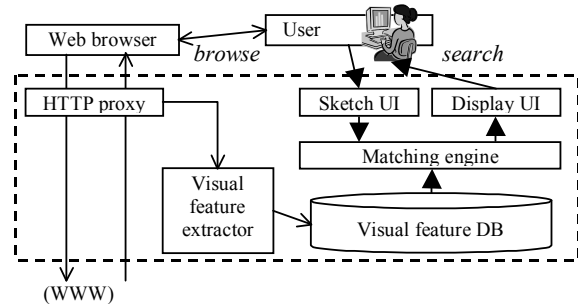 User
Web browser
browse
search
HTTP proxy
Sketch UI
Display UI
Matching engine
Visual
feature
extractor
Visual feature DB
(WWW)